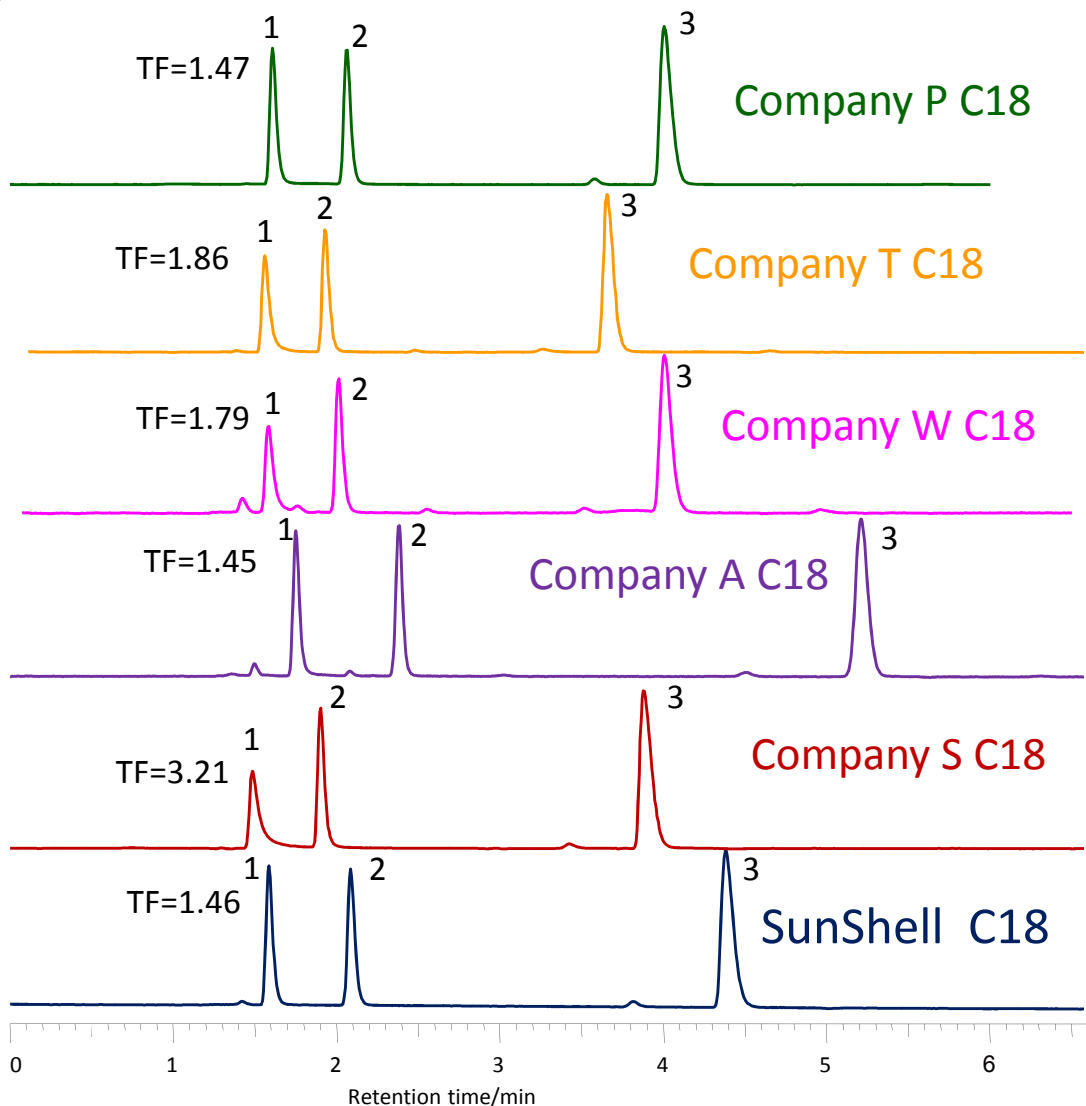 1
2
3
TF=1.47
Company P C18
1
2
3
TF=1.86
Company T C18
1
2
3
TF=1.79
Company W C18
1
2
3
TF=1.45
Company A C18
1
2
3
TF=3.21
Company S C18
1
2
3
TF=1.46
SunShell C18
0 1 2 3 4 5 6
Retention time/min